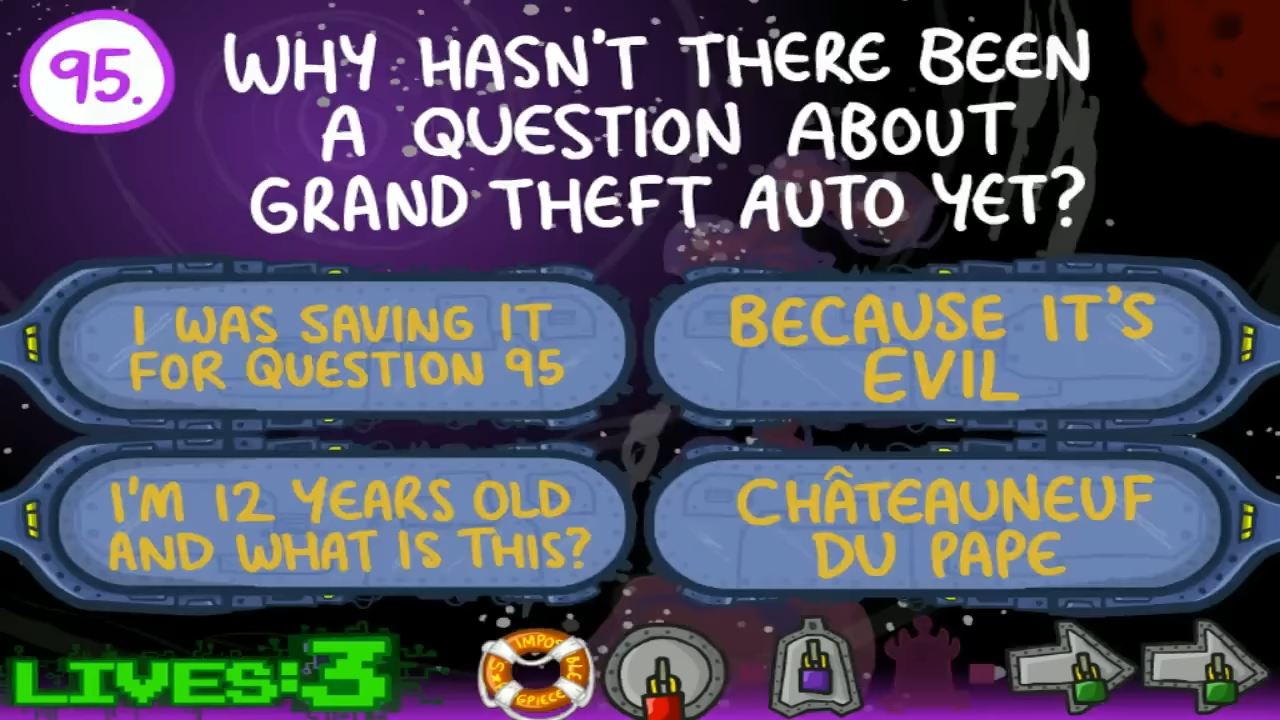 95.
WHY HASN'T THERE BEEN
A QUESTION ABOUT
GRAND THEFT AUTO YET?
I WAS SAVING IT
FOR QUESTION 95
BECAUSE IT'S
EVIL
I'M 12 YEARS OLD
AND WHAT IS THIS?
CHÂTEAUNEUF
DU PAPE
LIVES:3